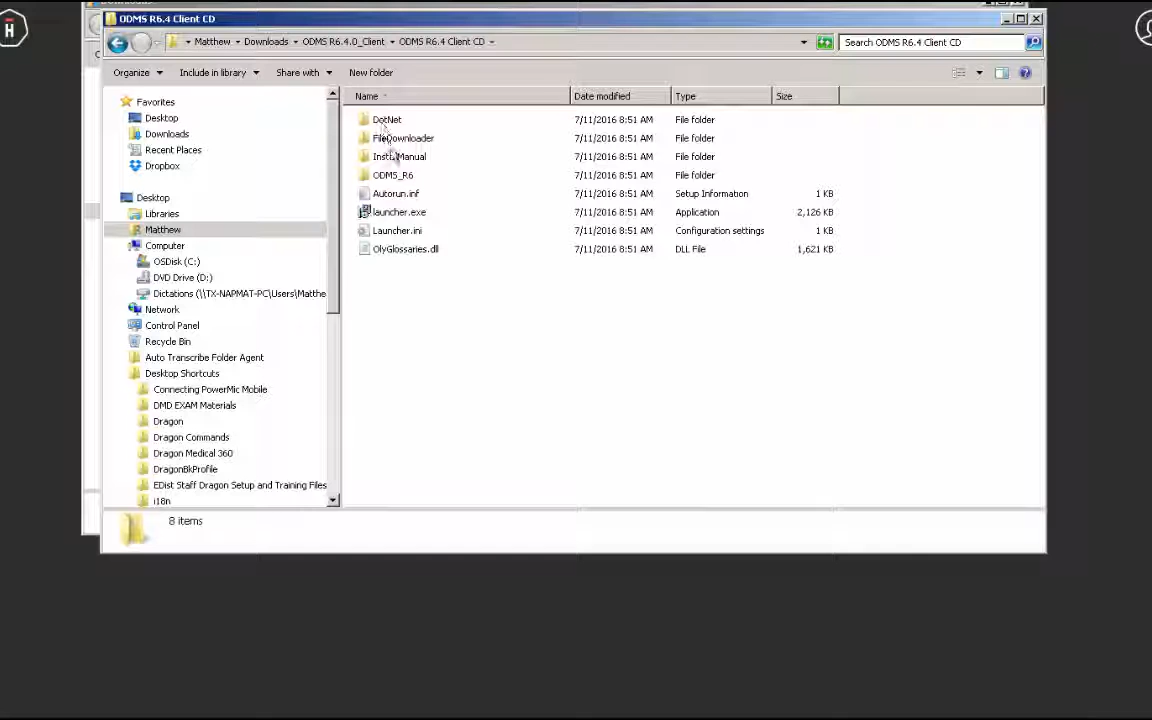 ODMS R6.4 Client CD
H
Matthew Downloads ODMS R6.4.0_Client ODMS R6.4 Client CD
Search ODMS R6.4 Client CD
Organize Include in library Share with New folder
Name Date modified Type Size
Favorites
Desktop
Downloads
Recent Places
Dropbox
Desktop
Libraries
Matthew
Computer
OSDisk (C:)
DVD Drive (D:)
Dictations (\\TX-NAPMAT-PC\Users\Matthe
Network
Control Panel
Recycle Bin
Auto Transcribe Folder Agent
Desktop Shortcuts
Connecting PowerMic Mobile
DMD EXAM Materials
Dragon
Dragon Commands
Dragon Medical 360
DragonBkProfile
EDist Staff Dragon Setup and Training Files
i18n
DotNet 7/11/2016 8:51 AM File folder
FileDownloader 7/11/2016 8:51 AM File folder
InstlManual 7/11/2016 8:51 AM File folder
ODMS_R6 7/11/2016 8:51 AM File folder
Autorun.inf 7/11/2016 8:51 AM Setup Information 1 KB
launcher.exe 7/11/2016 8:51 AM Application 2,126 KB
Launcher.ini 7/11/2016 8:51 AM Configuration settings 1 KB
OlyGlossaries.dll 7/11/2016 8:51 AM DLL File 1,621 KB
8 items